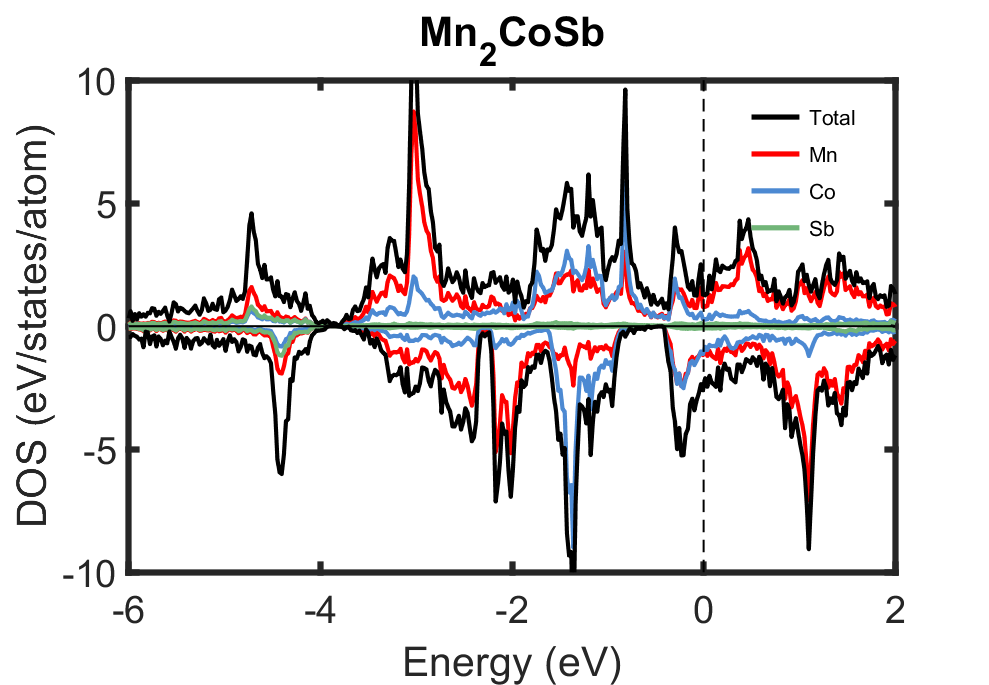 Mn2CoSb
DOS (eV/states/atom)
10
5
0
-5
-10
Total
Mn
Co
Sb
-6 -4 -2 0 2
Energy (eV)